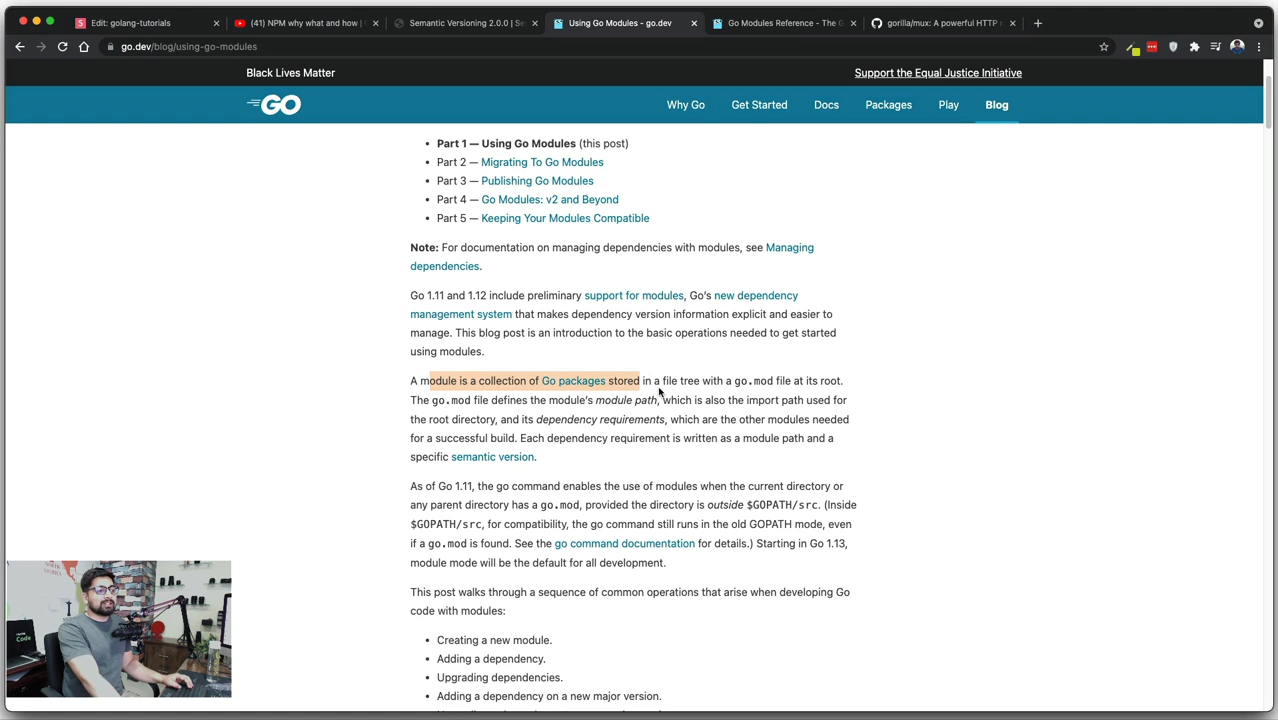 Edit: golang-tutorials
(41) NPM why what and how |
Semantic Versioning 2.0.0 | Se
Using Go Modules - go.dev
Go Modules Reference - The G
gorilla/mux: A powerful HTTP r
go.dev/blog/using-go-modules
Black Lives Matter
Support the Equal Justice Initiative
GO
Why Go
Get Started
Docs
Packages
Play
Blog
• Part 1 — Using Go Modules (this post)
• Part 2 — Migrating To Go Modules
• Part 3 — Publishing Go Modules
• Part 4 — Go Modules: v2 and Beyond
• Part 5 — Keeping Your Modules Compatible
Note: For documentation on managing dependencies with modules, see Managing
dependencies.
Go 1.11 and 1.12 include preliminary support for modules, Go’s new dependency
management system that makes dependency version information explicit and easier to
manage. This blog post is an introduction to the basic operations needed to get started
using modules.
A module is a collection of Go packages stored in a file tree with a go.mod file at its root.
The go.mod file defines the module’s module path, which is also the import path used for
the root directory, and its dependency requirements, which are the other modules needed
for a successful build. Each dependency requirement is written as a module path and a
specific semantic version.
As of Go 1.11, the go command enables the use of modules when the current directory or
any parent directory has a go.mod, provided the directory is outside $GOPATH/src. (Inside
$GOPATH/src, for compatibility, the go command still runs in the old GOPATH mode, even
if a go.mod is found. See the go command documentation for details.) Starting in Go 1.13,
module mode will be the default for all development.
This post walks through a sequence of common operations that arise when developing Go
code with modules:
• Creating a new module.
• Adding a dependency.
• Upgrading dependencies.
• Adding a dependency on a new major version.
Code